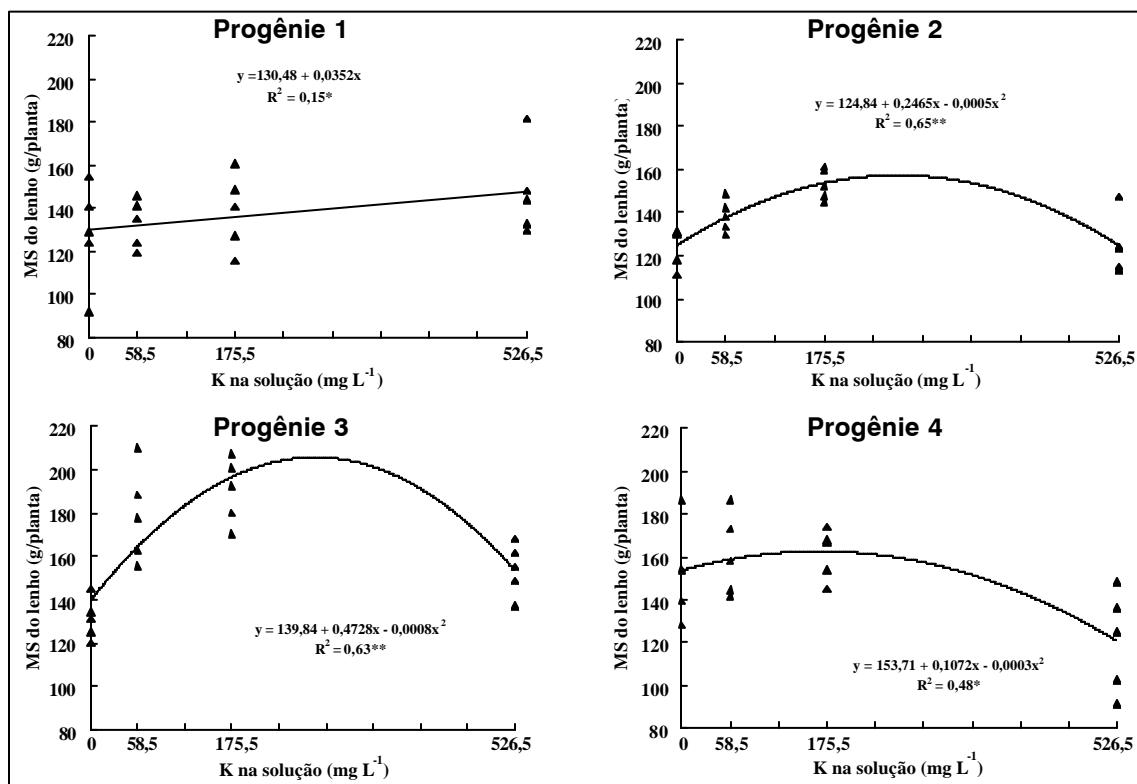 Progênie 1
y =130,48 + 0,0352x
R² = 0,15*
MS do lenho (g/planta)
220
200
180
160
140
120
100
80
0
58,5
175,5
526,5
K na solução (mg L⁻¹)
Progênie 2
y = 124,84 + 0,2465x - 0,0005x²
R² = 0,65**
MS do lenho (g/planta)
220
200
180
160
140
120
100
80
0
58,5
175,5
526,5
K na solução (mg L⁻¹)
Progênie 3
y = 139,84 + 0,4728x - 0,0008x²
R² = 0,63**
MS do lenho (g/planta)
220
200
180
160
140
120
100
80
0
58,5
175,5
526,5
K na solução (mg L⁻¹)
Progênie 4
y = 153,71 + 0,1072x - 0,0003x²
R² = 0,48*
MS do lenho (g/planta)
220
200
180
160
140
120
100
80
0
58,5
175,5
526,5
K na solução (mg L⁻¹)